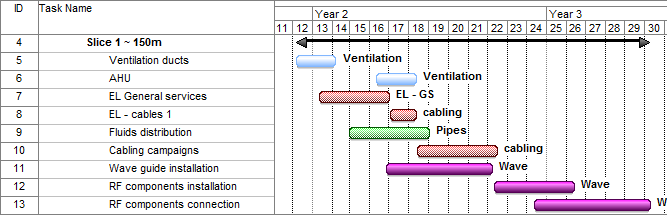 ID Task Name Year 2 Year 3
11 12 13 14 15 16 17 18 19 20 21 22 23 24 25 26 27 28 29 30
4 Slice 1 ~ 150m
5 Ventilation ducts Ventilation
6 AHU Ventilation
7 EL General services EL - GS
8 EL - cables 1 cabling
9 Fluids distribution Pipes
10 Cabling campaigns cabling
11 Wave guide installation Wave
12 RF components installation Wave
13 RF components connection W